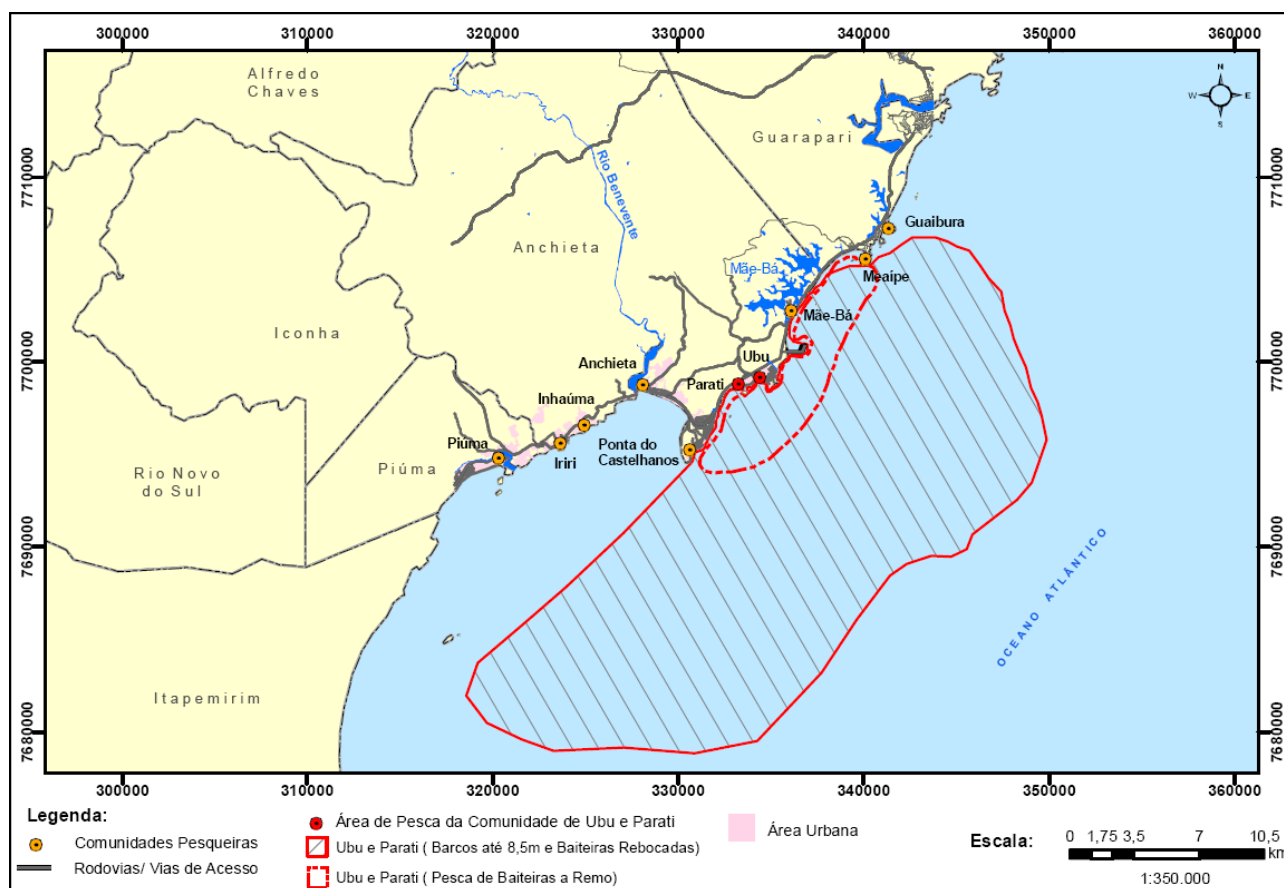 300000 310000 320000 330000 340000 350000 360000
Alfredo
Chaves
N
W E
S
Guarapari
7710000 7710000
Rio Benevente
Guaibura
Anchieta
Mãe-Bá
Meaípe
Mãe-Bá
Iconha
7700000 7700000
Anchieta
Ubu
Parati
Inhaúma
Piúma
Iriri
Ponta do
Castelhanos
Piúma
Rio Novo
do Sul
7690000 7690000
OCEANO ATLÂNTICO
Itapemirim
7680000 7680000
300000 310000 320000 330000 340000 350000 360000
Legenda:
Comunidades Pesqueiras
Rodovias/ Vias de Acesso
Área de Pesca da Comunidade de Ubu e Parati
Ubu e Parati ( Barcos até 8,5m e Baiteiras Rebocadas)
Ubu e Parati ( Pesca de Baiteiras a Remo)
Área Urbana
Escala:
0 1,75 3,5 7 10,5
km
1:350.000